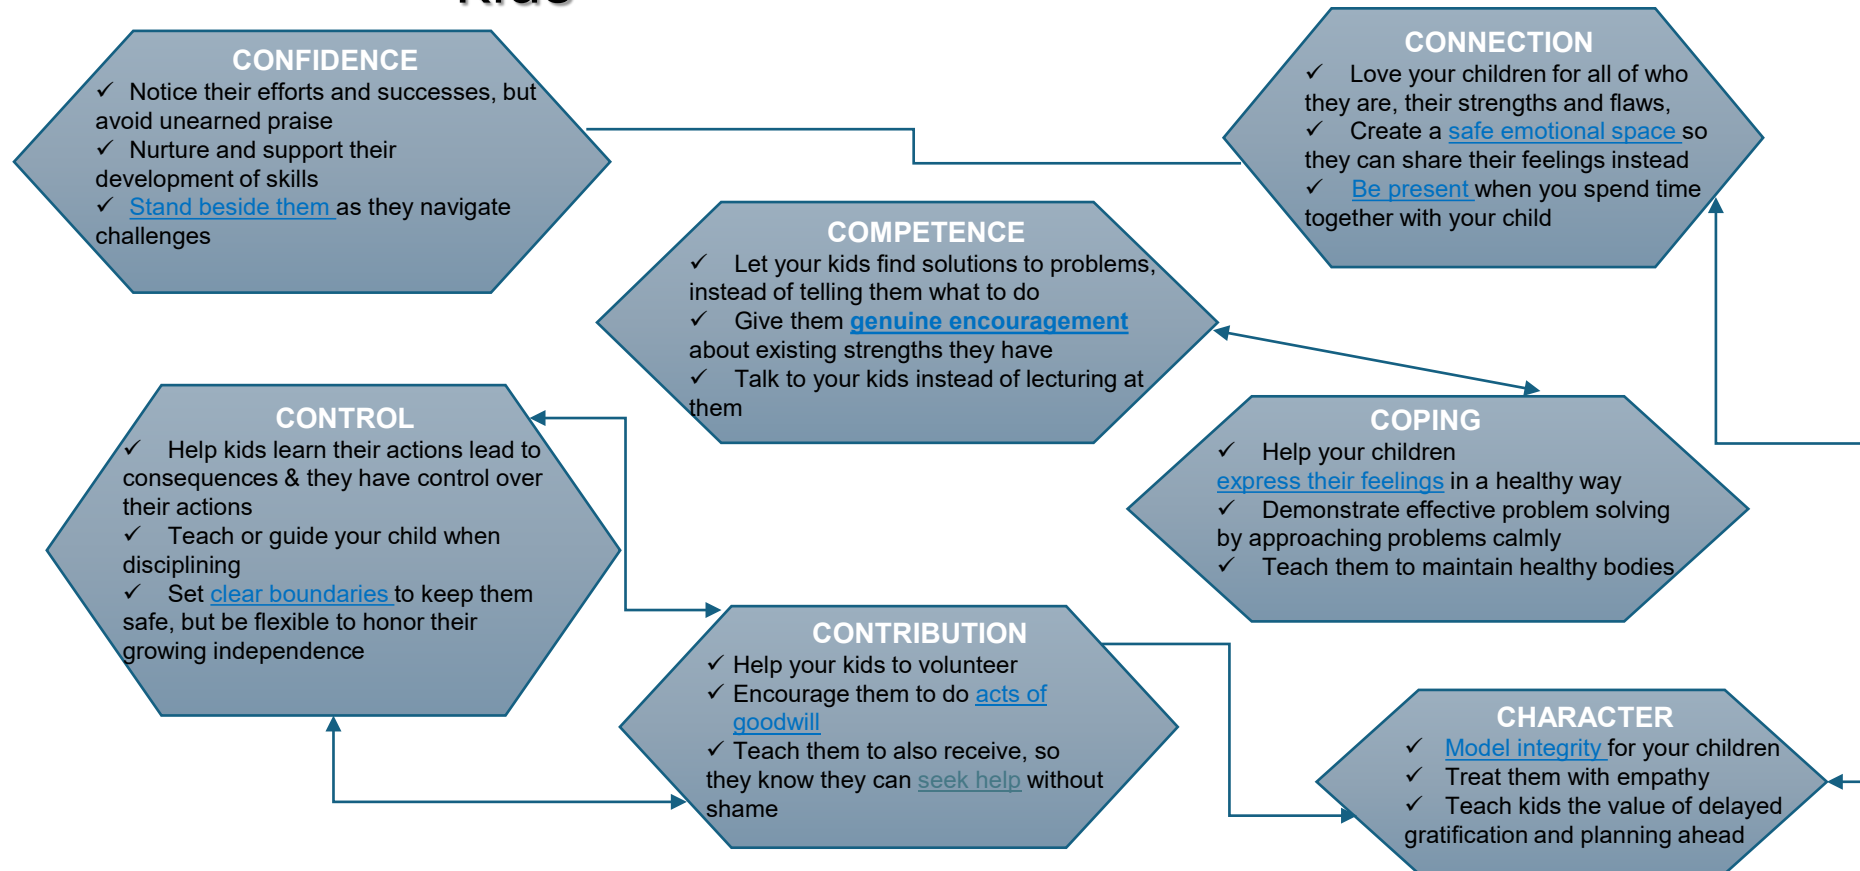 Kids
CONFIDENCE
✓ Notice their efforts and successes, but
avoid unearned praise
✓ Nurture and support their
development of skills
✓ Stand beside them as they navigate
challenges
CONNECTION
✓ Love your children for all of who
they are, their strengths and flaws,
✓ Create a safe emotional space so
they can share their feelings instead
✓ Be present when you spend time
together with your child
COMPETENCE
✓ Let your kids find solutions to problems,
instead of telling them what to do
✓ Give them genuine encouragement
about existing strengths they have
✓ Talk to your kids instead of lecturing at
them
CONTROL
✓ Help kids learn their actions lead to
consequences & they have control over
their actions
✓ Teach or guide your child when
disciplining
✓ Set clear boundaries to keep them
safe, but be flexible to honor their
growing independence
COPING
✓ Help your children
express their feelings in a healthy way
✓ Demonstrate effective problem solving
by approaching problems calmly
✓ Teach them to maintain healthy bodies
CONTRIBUTION
✓ Help your kids to volunteer
✓ Encourage them to do acts of
goodwill
✓ Teach them to also receive, so
they know they can seek help without
shame
CHARACTER
✓ Model integrity for your children
✓ Treat them with empathy
✓ Teach kids the value of delayed
gratification and planning ahead